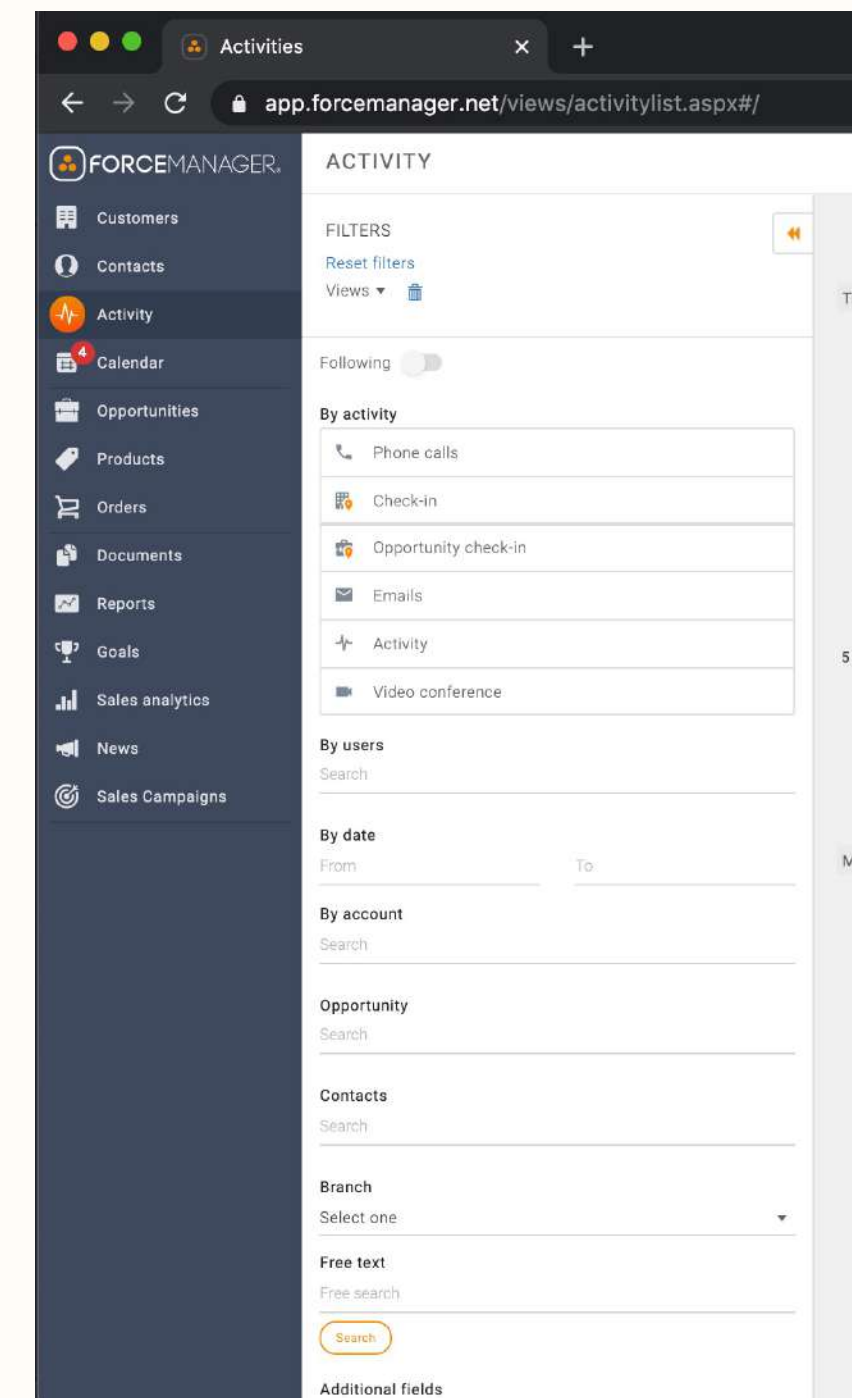 Activities
app.forcemanager.net/views/activitylist.aspx#/
FORCEMANAGER.
Customers
Contacts
Activity
4
Calendar
Opportunities
Products
Orders
Documents
Reports
Goals
Sales analytics
News
Sales Campaigns
ACTIVITY
FILTERS
Reset filters
Views
Following
By activity
Phone calls
Check-in
Opportunity check-in
Emails
Activity
Video conference
By users
Search
By date
From To
By account
Search
Opportunity
Search
Contacts
Search
Branch
Select one
Free text
Free search
Search
Additional fields
T
5
M